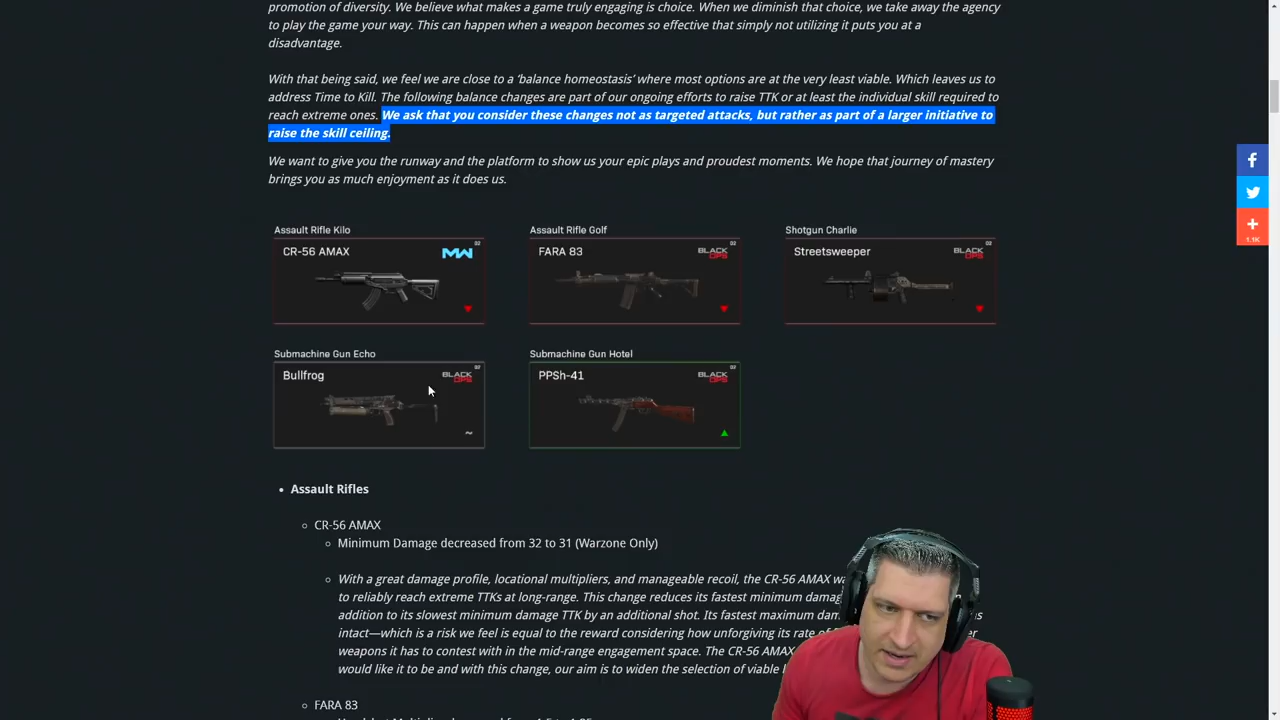 promotion of diversity. We believe what makes a game truly engaging is choice. When we diminish that choice, we take away the agency
to play the game your way. This can happen when a weapon becomes so effective that simply not utilizing it puts you at a
disadvantage.
With that being said, we feel we are close to a 'balance homeostasis' where most options are at the very least viable. Which leaves us to
address Time to Kill. The following balance changes are part of our ongoing efforts to raise TTK or at least the individual skill required to
reach extreme ones. We ask that you consider these changes not as targeted attacks, but rather as part of a larger initiative to
raise the skill ceiling.
We want to give you the runway and the platform to show us your epic plays and proudest moments. We hope that journey of mastery
brings you as much enjoyment as it does us.
Assault Rifle Kilo
CR-56 AMAX
MW
Assault Rifle Golf
FARA 83
BLACK OPS
Shotgun Charlie
Streetsweeper
BLACK OPS
Submachine Gun Echo
Bullfrog
BLACK OPS
Submachine Gun Hotel
PPSh-41
BLACK OPS
1.1K
• Assault Rifles
CR-56 AMAX
Minimum Damage decreased from 32 to 31 (Warzone Only)
With a great damage profile, locational multipliers, and manageable recoil, the CR-56 AMAX
to reliably reach extreme TTKs at long-range. This change reduces its fastest minimum
addition to its slowest minimum damage TTK by an additional shot. Its fastest maximum
intact—which is a risk we feel is equal to the reward considering how unforgiving its rate of
weapons it has to contest with in the mid-range engagement space. The CR-56 AMAX
would like it to be and with this change, our aim is to widen the selection of viable
FARA 83